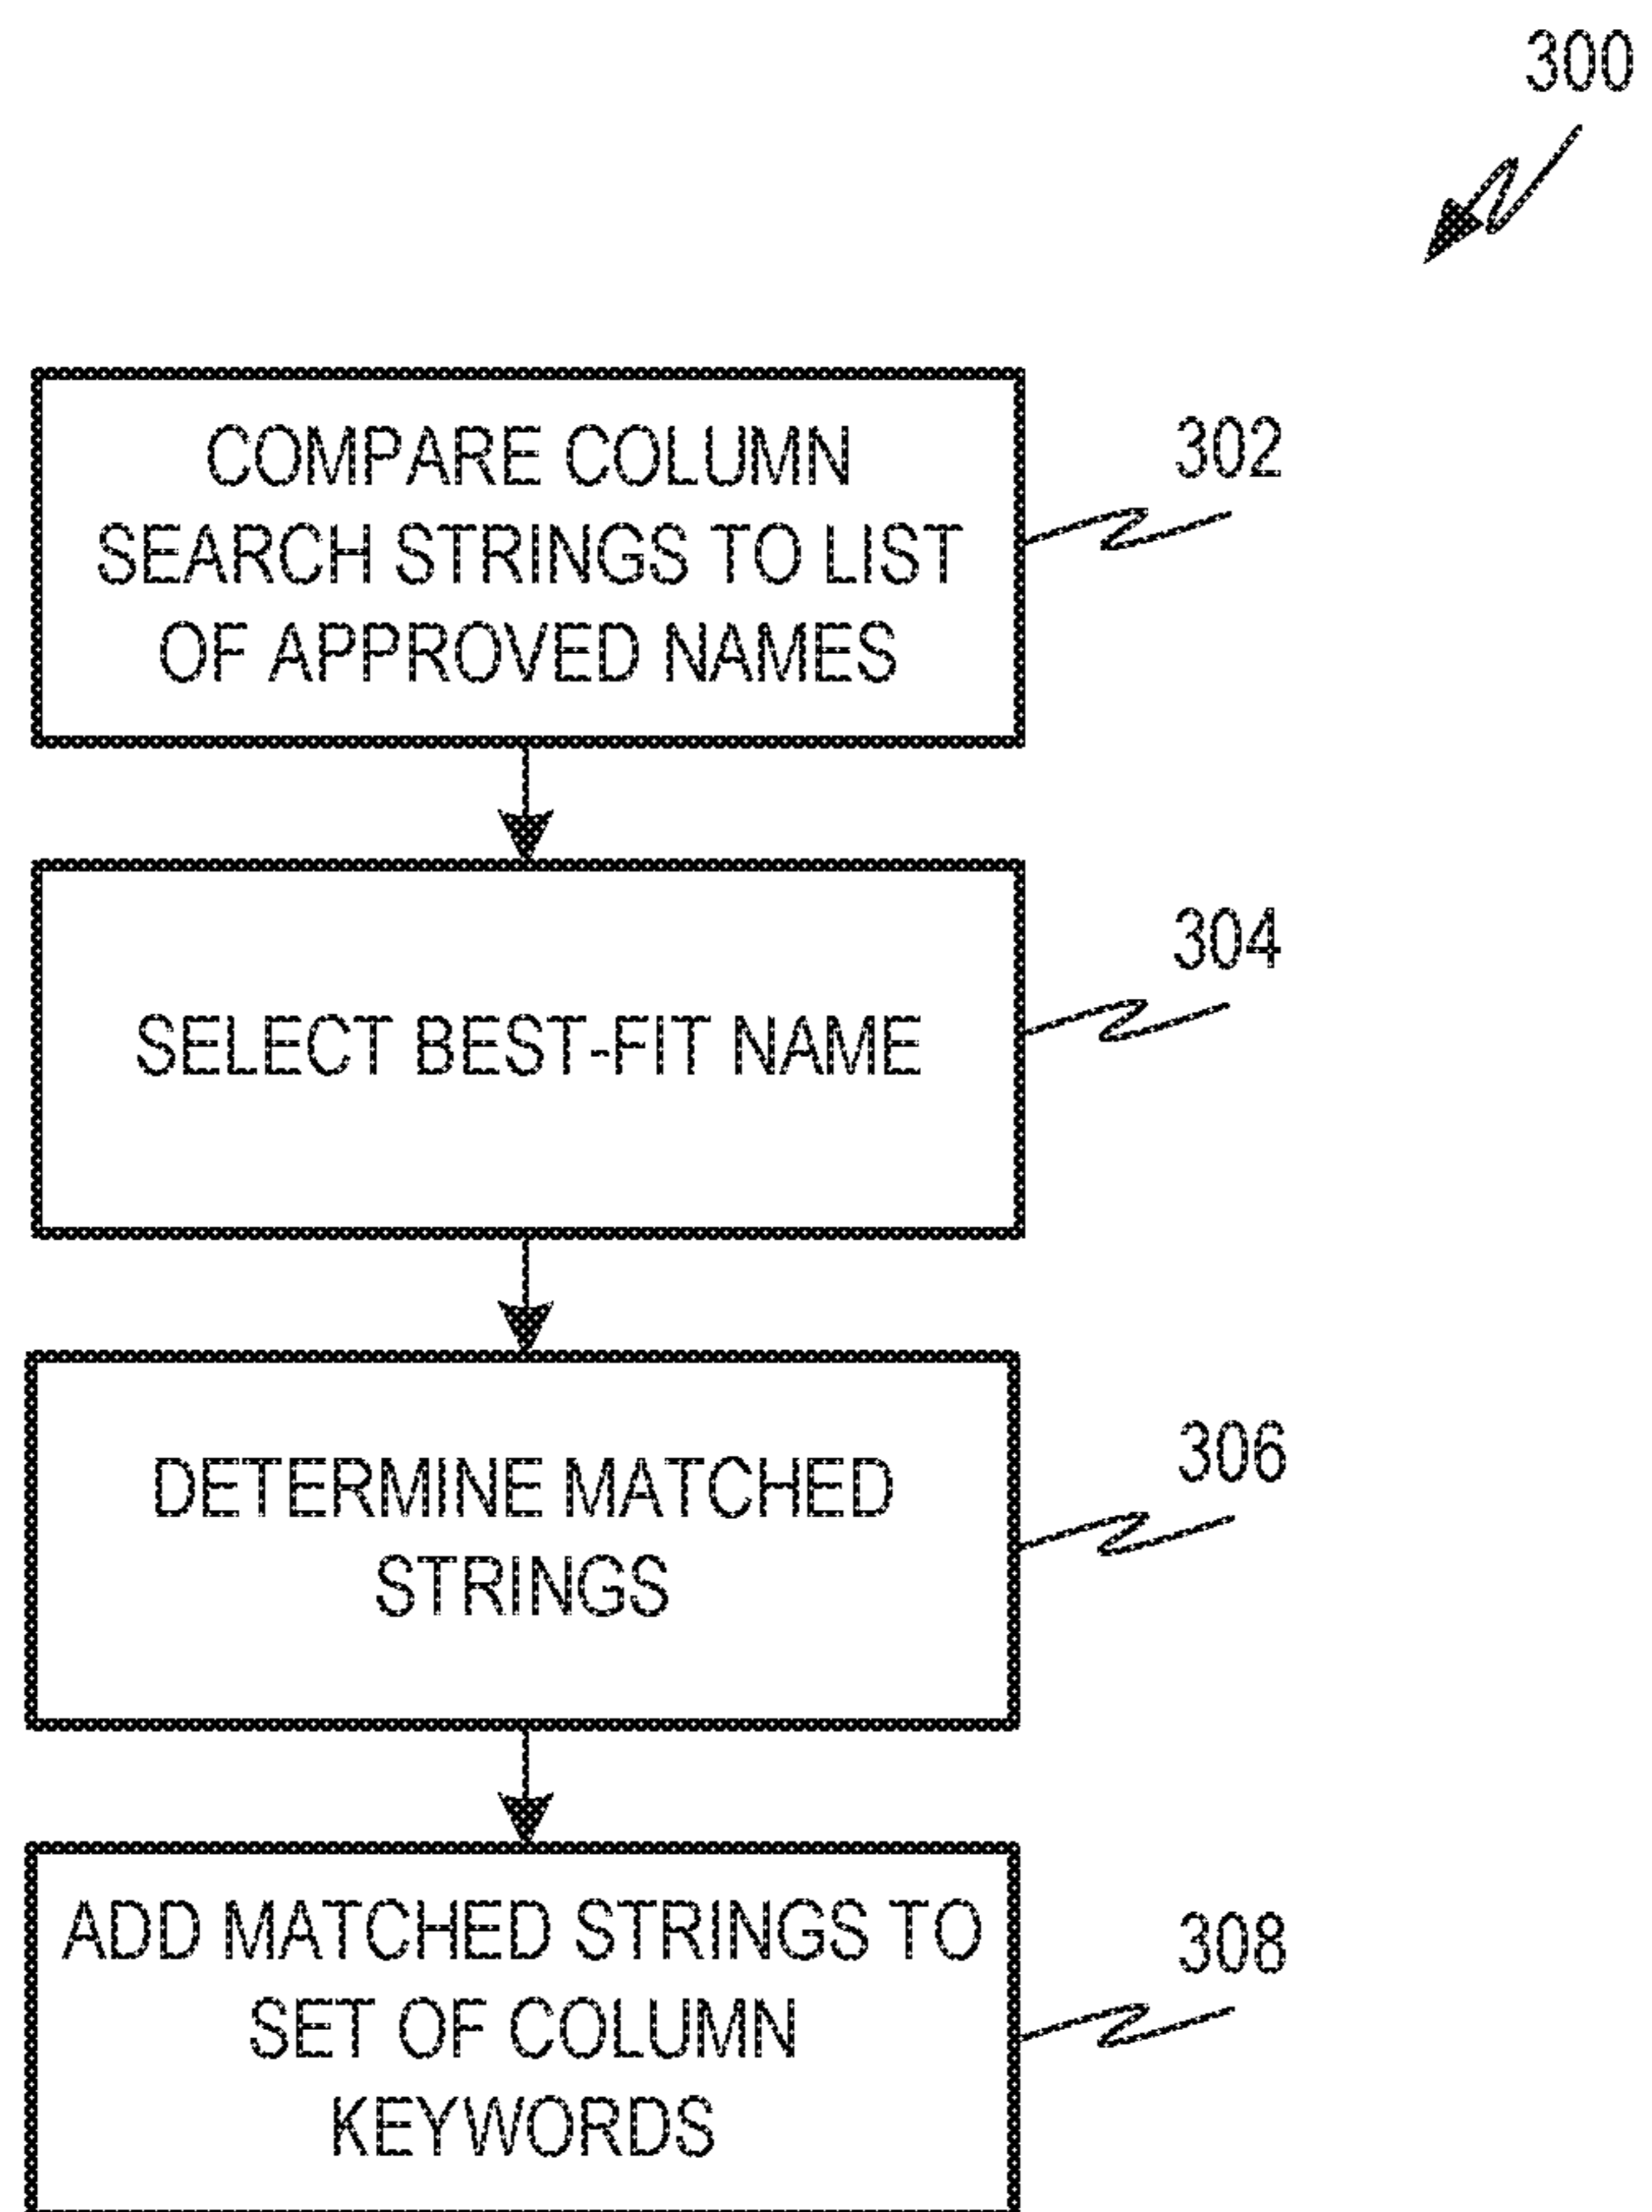 300
COMPARE COLUMN
SEARCH STRINGS TO LIST
OF APPROVED NAMES
302
SELECT BEST-FIT NAME
304
DETERMINE MATCHED
STRINGS
306
ADD MATCHED STRINGS TO
SET OF COLUMN
KEYWORDS
308